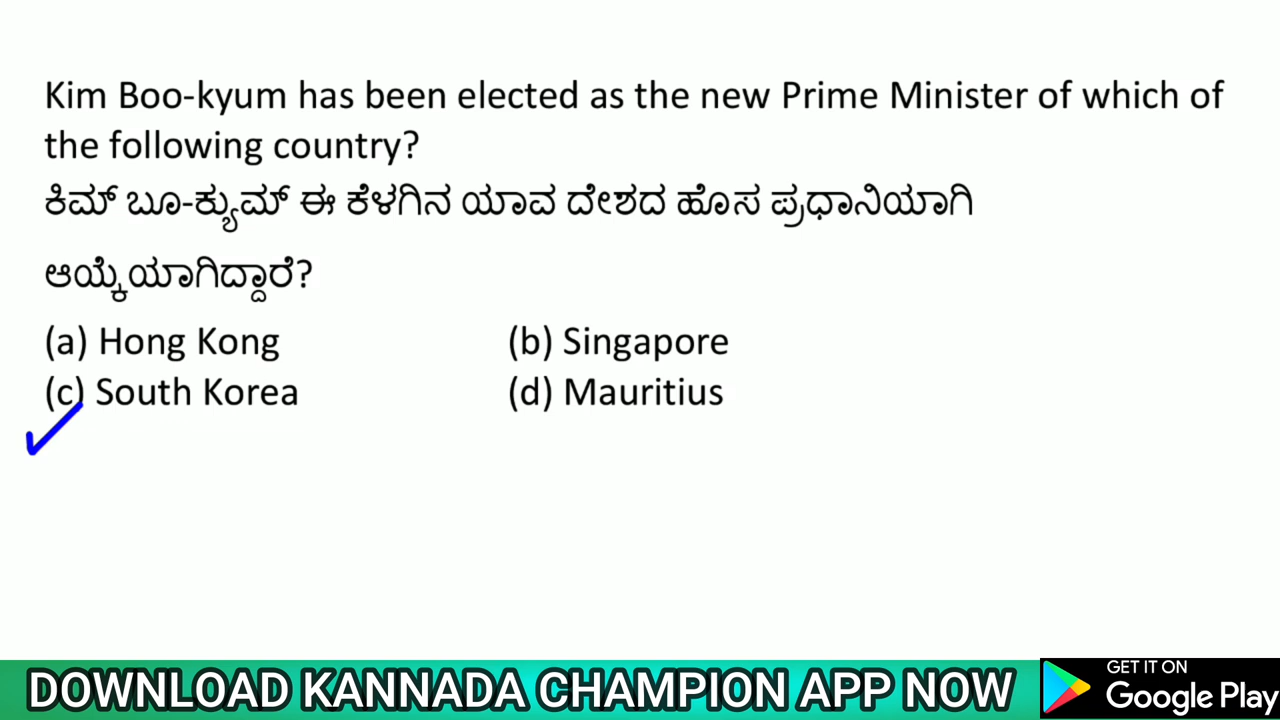 Kim Boo-kyum has been elected as the new Prime Minister of which of
the following country?
ಕಿಮ್ ಬೂ-ಕ್ಯುಮ್ ಈ ಕೆಳಗಿನ ಯಾವ ದೇಶದ ಹೊಸ ಪ್ರಧಾನಿಯಾಗಿ
ಆಯ್ಕೆಯಾಗಿದ್ದಾರೆ?
(a) Hong Kong (b) Singapore
(c) South Korea (d) Mauritius
DOWNLOAD KANNADA CHAMPION APP NOW
GET IT ON
Google Play